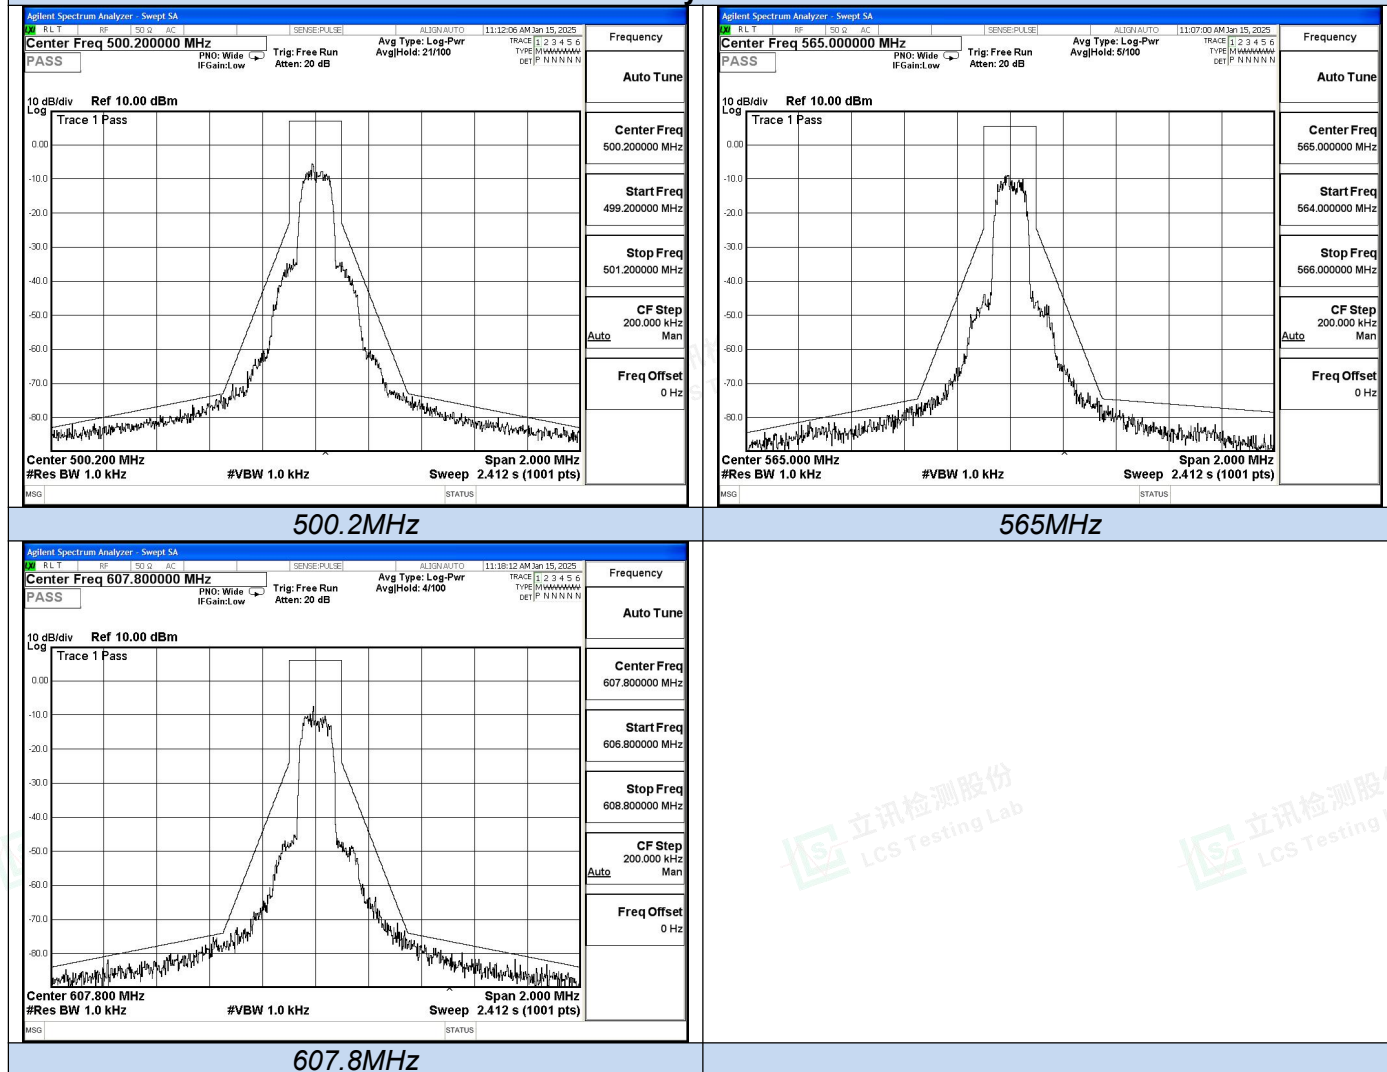 Agilent Spectrum Analyzer - Swept SA
LXI RLT RF 50 Ω AC SENSE:PULSE ALIGNAUTO 11:12:06 AM Jan 15, 2025
Center Freq 500.200000 MHz
PASS
PNO: Wide
IFGain:Low
Trig: Free Run
Atten: 20 dB
Avg Type: Log-Pwr
Avg|Hold: 21/100
TRACE 1 2 3 4 5 6
TYPE MWWWWW
DET P N N N N N
10 dB/div Ref 10.00 dBm
Log
Trace 1 Pass
0.00
-10.0
-20.0
-30.0
-40.0
-50.0
-60.0
-70.0
-80.0
Center 500.200 MHz Span 2.000 MHz
#Res BW 1.0 kHz #VBW 1.0 kHz Sweep 2.412 s (1001 pts)
MSG STATUS
Frequency
Auto Tune
Center Freq
500.200000 MHz
Start Freq
499.200000 MHz
Stop Freq
501.200000 MHz
CF Step
200.000 kHz
Auto Man
Freq Offset
0 Hz
Agilent Spectrum Analyzer - Swept SA
LXI RLT RF 50 Ω AC SENSE:PULSE ALIGNAUTO 11:07:00 AM Jan 15, 2025
Center Freq 565.000000 MHz
PASS
PNO: Wide
IFGain:Low
Trig: Free Run
Atten: 20 dB
Avg Type: Log-Pwr
Avg|Hold: 5/100
TRACE 1 2 3 4 5 6
TYPE MWWWWW
DET P N N N N N
10 dB/div Ref 10.00 dBm
Log
Trace 1 Pass
0.00
-10.0
-20.0
-30.0
-40.0
-50.0
-60.0
-70.0
-80.0
Center 565.000 MHz Span 2.000 MHz
#Res BW 1.0 kHz #VBW 1.0 kHz Sweep 2.412 s (1001 pts)
MSG STATUS
Frequency
Auto Tune
Center Freq
565.000000 MHz
Start Freq
564.000000 MHz
Stop Freq
566.000000 MHz
CF Step
200.000 kHz
Auto Man
Freq Offset
0 Hz
500.2MHz 565MHz
Agilent Spectrum Analyzer - Swept SA
LXI RLT RF 50 Ω AC SENSE:PULSE ALIGNAUTO 11:18:12 AM Jan 15, 2025
Center Freq 607.800000 MHz
PASS
PNO: Wide
IFGain:Low
Trig: Free Run
Atten: 20 dB
Avg Type: Log-Pwr
Avg|Hold: 4/100
TRACE 1 2 3 4 5 6
TYPE MWWWWW
DET P N N N N N
10 dB/div Ref 10.00 dBm
Log
Trace 1 Pass
0.00
-10.0
-20.0
-30.0
-40.0
-50.0
-60.0
-70.0
-80.0
Center 607.800 MHz Span 2.000 MHz
#Res BW 1.0 kHz #VBW 1.0 kHz Sweep 2.412 s (1001 pts)
MSG STATUS
Frequency
Auto Tune
Center Freq
607.800000 MHz
Start Freq
606.800000 MHz
Stop Freq
608.800000 MHz
CF Step
200.000 kHz
Auto Man
Freq Offset
0 Hz
立讯检测股份
LCS Testing Lab
立讯检测股份
LCS Testing
607.8MHz